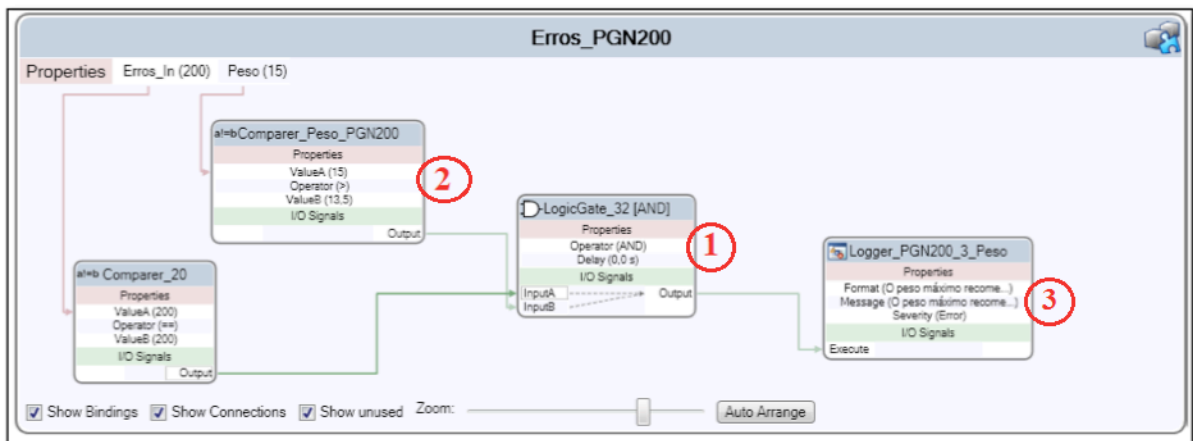 Erros_PGN200
Properties Erros_In (200) Peso (15)
a!=b Comparer_Peso_PGN200
Properties
ValueA (15)
Operator (>)
ValueB (13,5)
I/O Signals
Output
2
a!=b Comparer_20
Properties
ValueA (200)
Operator (==)
ValueB (200)
I/O Signals
Output
LogicGate_32 [AND]
Properties
Operator (AND)
Delay (0,0 s)
I/O Signals
InputA Output
InputB
1
Logger_PGN200_3_Peso
Properties
Format (O peso máximo recome...)
Message (O peso máximo recome...)
Severity (Error)
I/O Signals
Execute
3
Show Bindings Show Connections Show unused Zoom: Auto Arrange